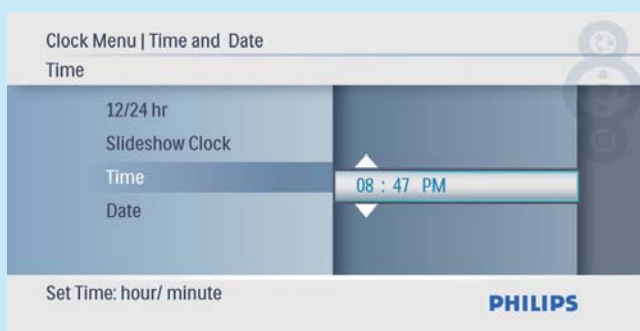 Clock Menu | Time and Date
Time
12/24 hr
Slideshow Clock
Time
08 : 47 PM
Date
Set Time: hour/ minute
PHILIPS